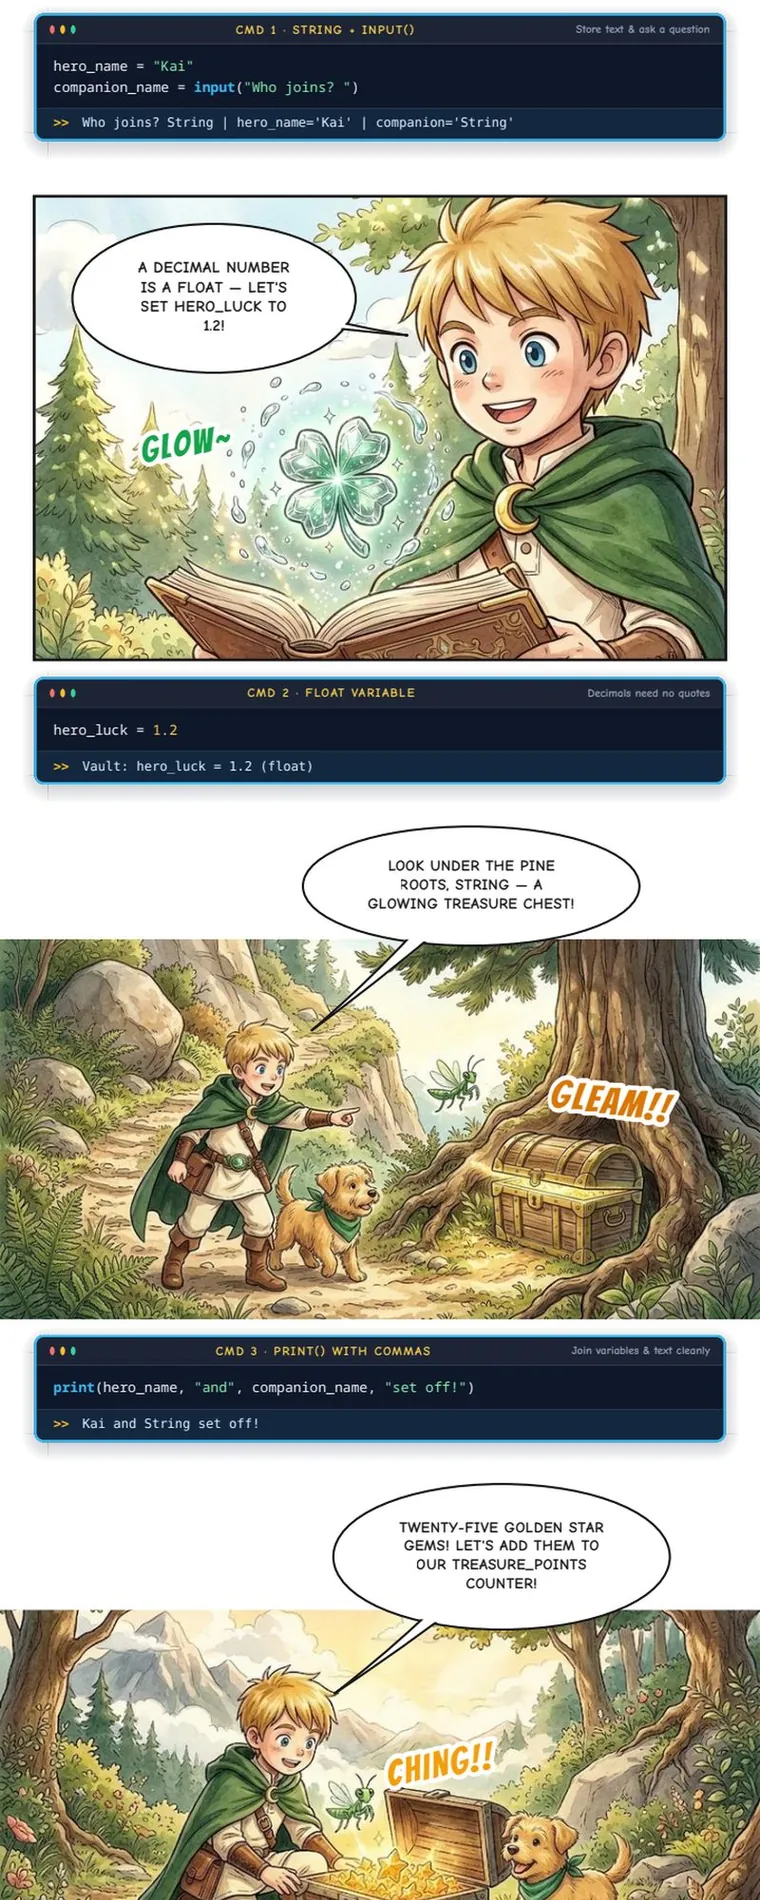 CMD 1 · STRING + INPUT()
Store text & ask a question
hero_name = "Kai"
companion_name = input("Who joins? ")
>> Who joins? String | hero_name='Kai' | companion='String'
A DECIMAL NUMBER
IS A FLOAT — LET'S
SET HERO_LUCK TO
1.2!
GLOW~
CMD 2 · FLOAT VARIABLE
Decimals need no quotes
hero_luck = 1.2
>> Vault: hero_luck = 1.2 (float)
LOOK UNDER THE PINE
ROOTS, STRING — A
GLOWING TREASURE CHEST!
GLEAM!!
CMD 3 · PRINT() WITH COMMAS
Join variables & text cleanly
print(hero_name, "and", companion_name, "set off!")
>> Kai and String set off!
TWENTY-FIVE GOLDEN STAR
GEMS! LET'S ADD THEM TO
OUR TREASURE_POINTS
COUNTER!
CHING!!